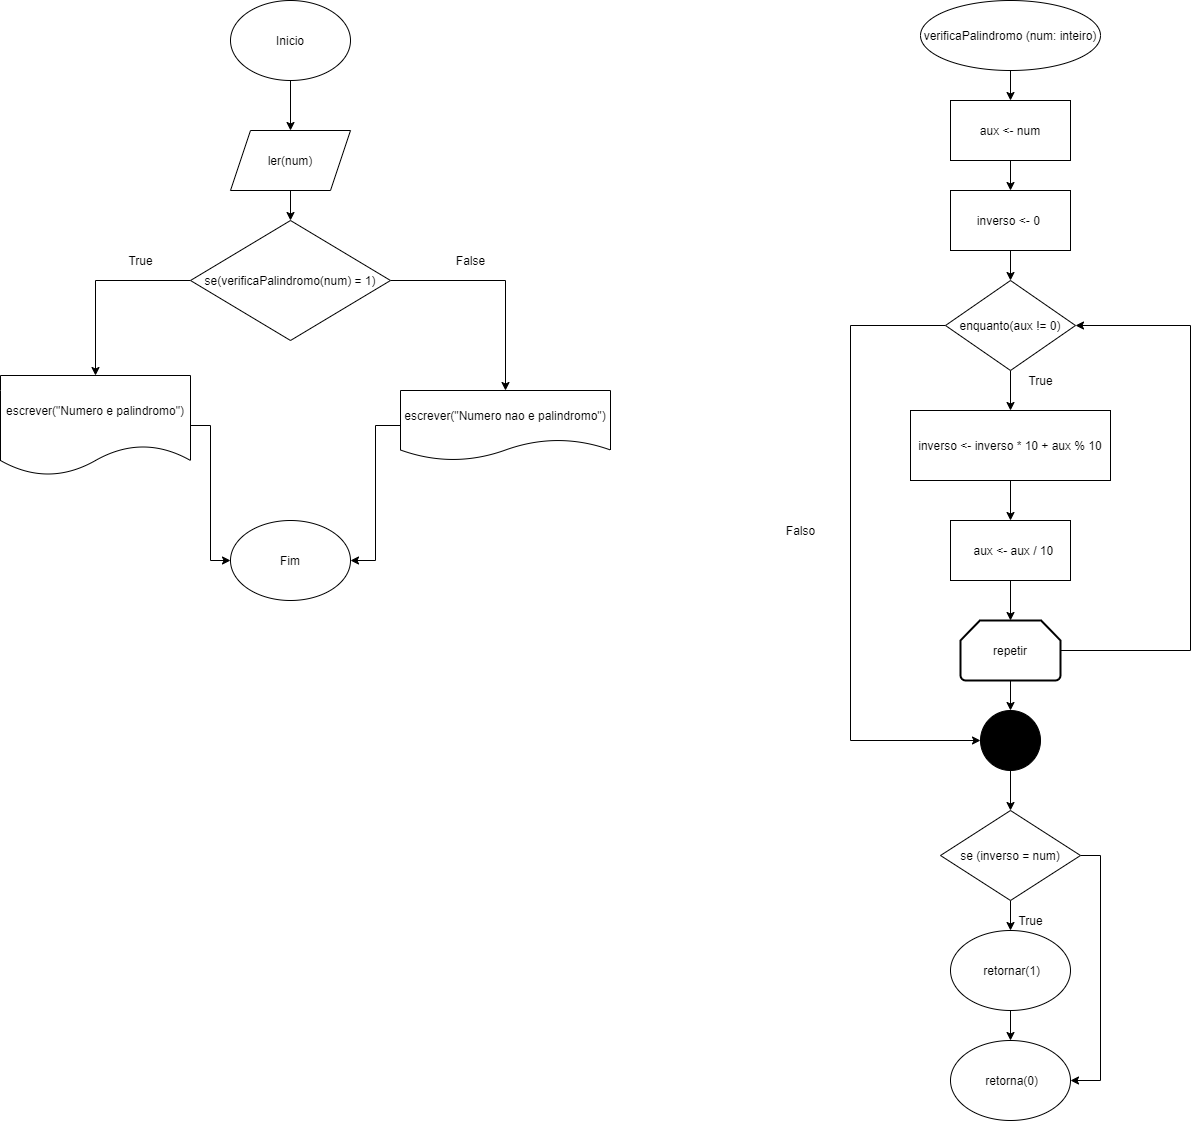 Inicio
ler(num)
True
se(verificaPalindromo(num) = 1)
False
escrever("Numero e palindromo")
escrever("Numero nao e palindromo")
Fim
verificaPalindromo (num: inteiro)
aux <- num
inverso <- 0
enquanto(aux != 0)
True
inverso <- inverso * 10 + aux % 10
Falso
aux <- aux / 10
repetir
se (inverso = num)
True
retornar(1)
retorna(0)